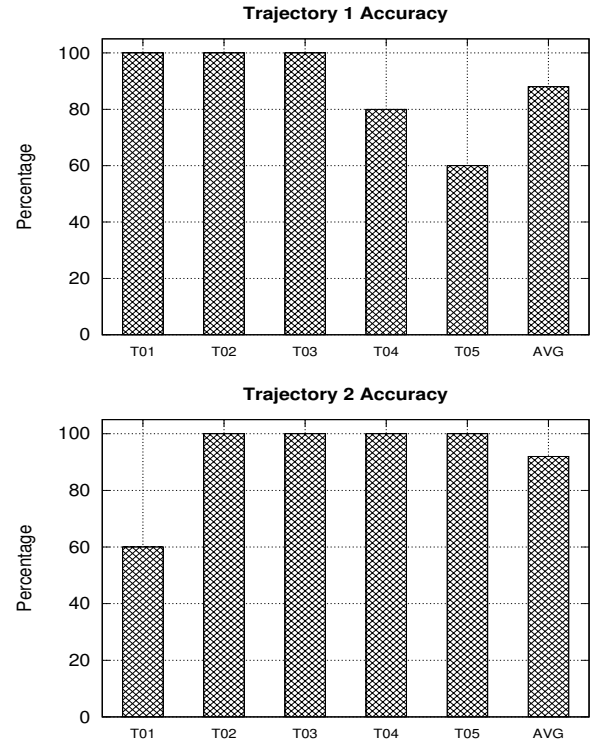 Trajectory 1 Accuracy
100
80
60
40
20
0
Percentage
T01 T02 T03 T04 T05 AVG
Trajectory 2 Accuracy
100
80
60
40
20
0
Percentage
T01 T02 T03 T04 T05 AVG